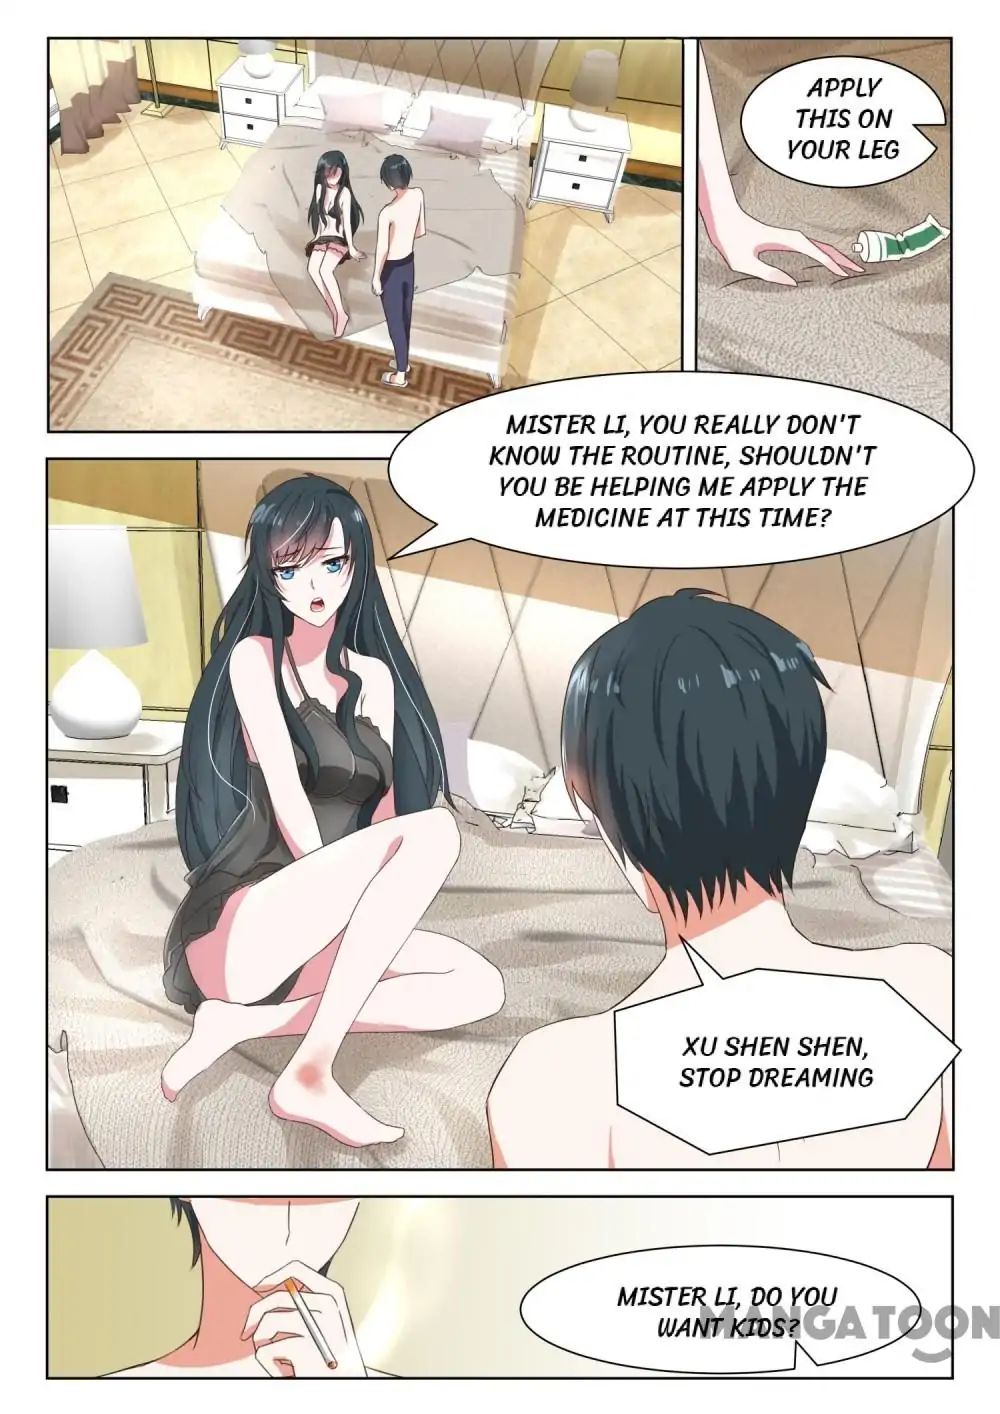 APPLY
THIS ON
YOUR LEG
MISTER LI, YOU REALLY DON'T
KNOW THE ROUTINE, SHOULDN'T
YOU BE HELPING ME APPLY THE
MEDICINE AT THIS TIME?
XU SHEN SHEN,
STOP DREAMING
MISTER LI, DO YOU
WANT KIDS?
MANGATOON